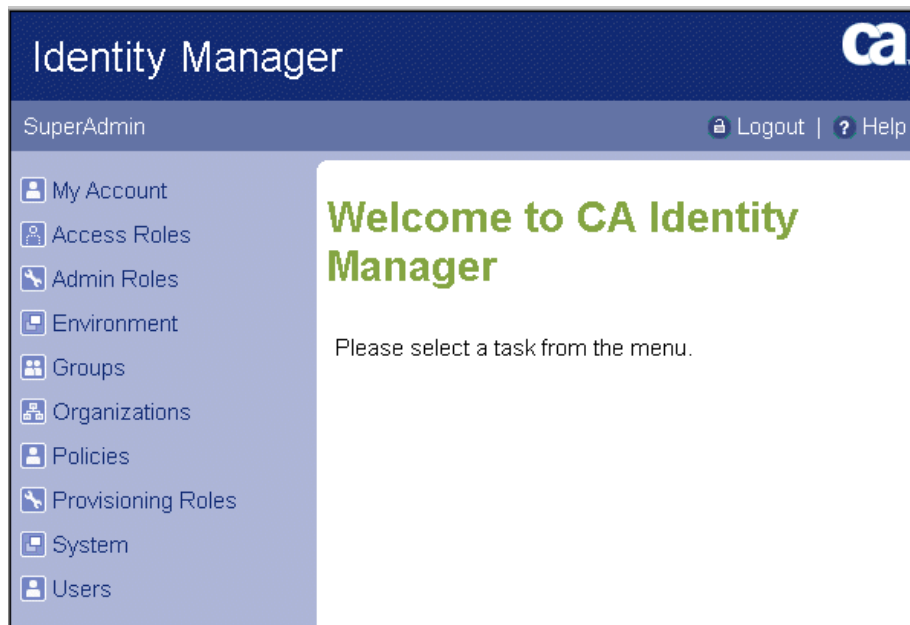 Identity Manager
ca
SuperAdmin
Logout | ? Help
My Account
Access Roles
Admin Roles
Environment
Groups
Organizations
Policies
Provisioning Roles
System
Users
Welcome to CA Identity
Manager
Please select a task from the menu.